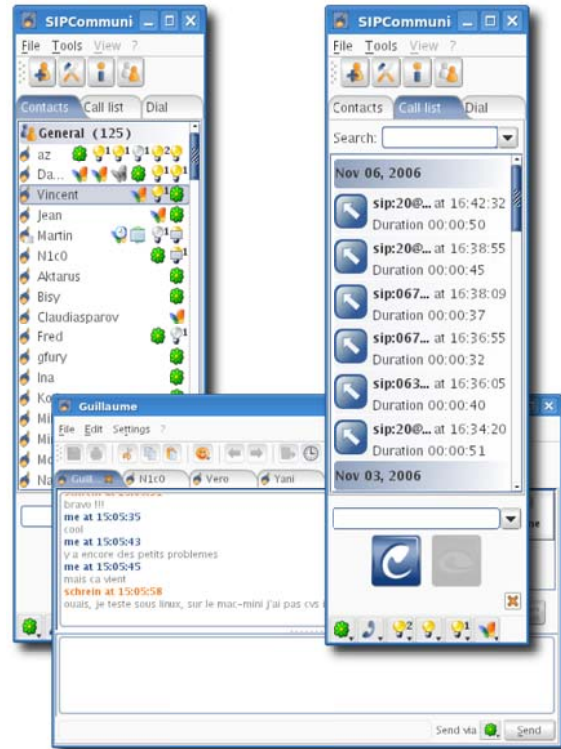 SIPCommuni
File Tools View ?
Contacts Call list Dial
General (125)
az
Da...
Vincent
Jean
Martin
N1c0
Aktarus
Bisy
Claudiasparov
Fred
gfury
Ina
SIPCommuni
File Tools View ?
Contacts Call list Dial
Search:
Nov 06, 2006
sip:20@... at 16:42:32
Duration 00:00:50
sip:20@... at 16:38:55
Duration 00:00:45
sip:067... at 16:38:09
Duration 00:00:37
sip:067... at 16:36:55
Duration 00:00:32
sip:063... at 16:36:05
Duration 00:00:40
sip:20@... at 16:34:20
Duration 00:00:51
Nov 03, 2006
Guillaume
File Edit Settings ?
Guill... N1c0 Vero Yani
bravo !!!
me at 15:05:35
cool
me at 15:05:43
y a encore des petits problemes
me at 15:05:45
mais ca vient
schrein at 15:05:58
ouais, je teste sous linux, sur le mac-mini j'ai pas cvs
Send via Send